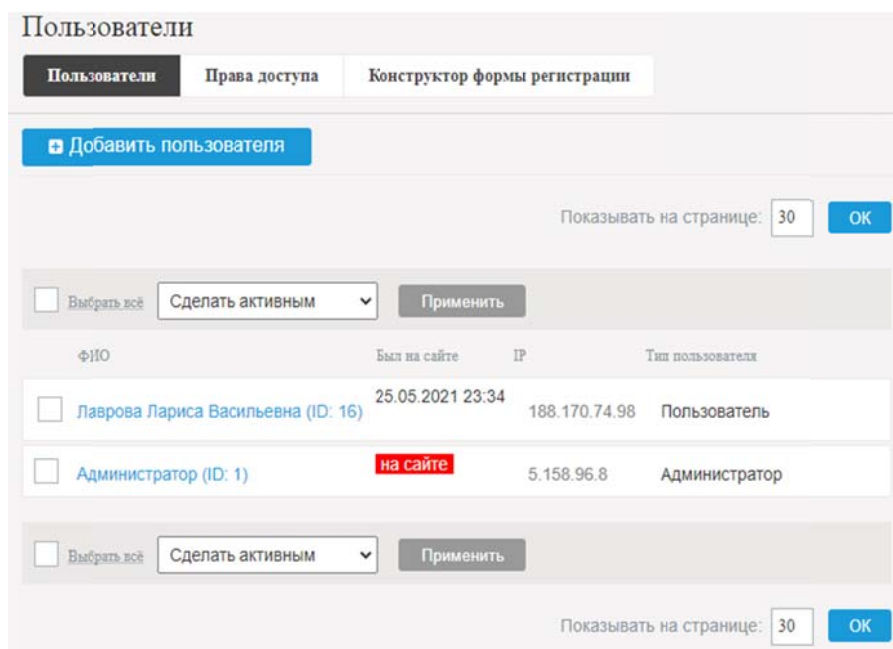 Пользователи
Пользователи Права доступа Конструктор формы регистрации
Добавить пользователя
Показывать на странице: 30 ОК
Выбрать всё Сделать активным Применить
ФИО Был на сайте IP Тип пользователя
Лаврова Лариса Васильевна (ID: 16) 25.05.2021 23:34 188.170.74.98 Пользователь
Администратор (ID: 1) на сайте 5.158.96.8 Администратор
Выбрать всё Сделать активным Применить
Показывать на странице: 30 ОК